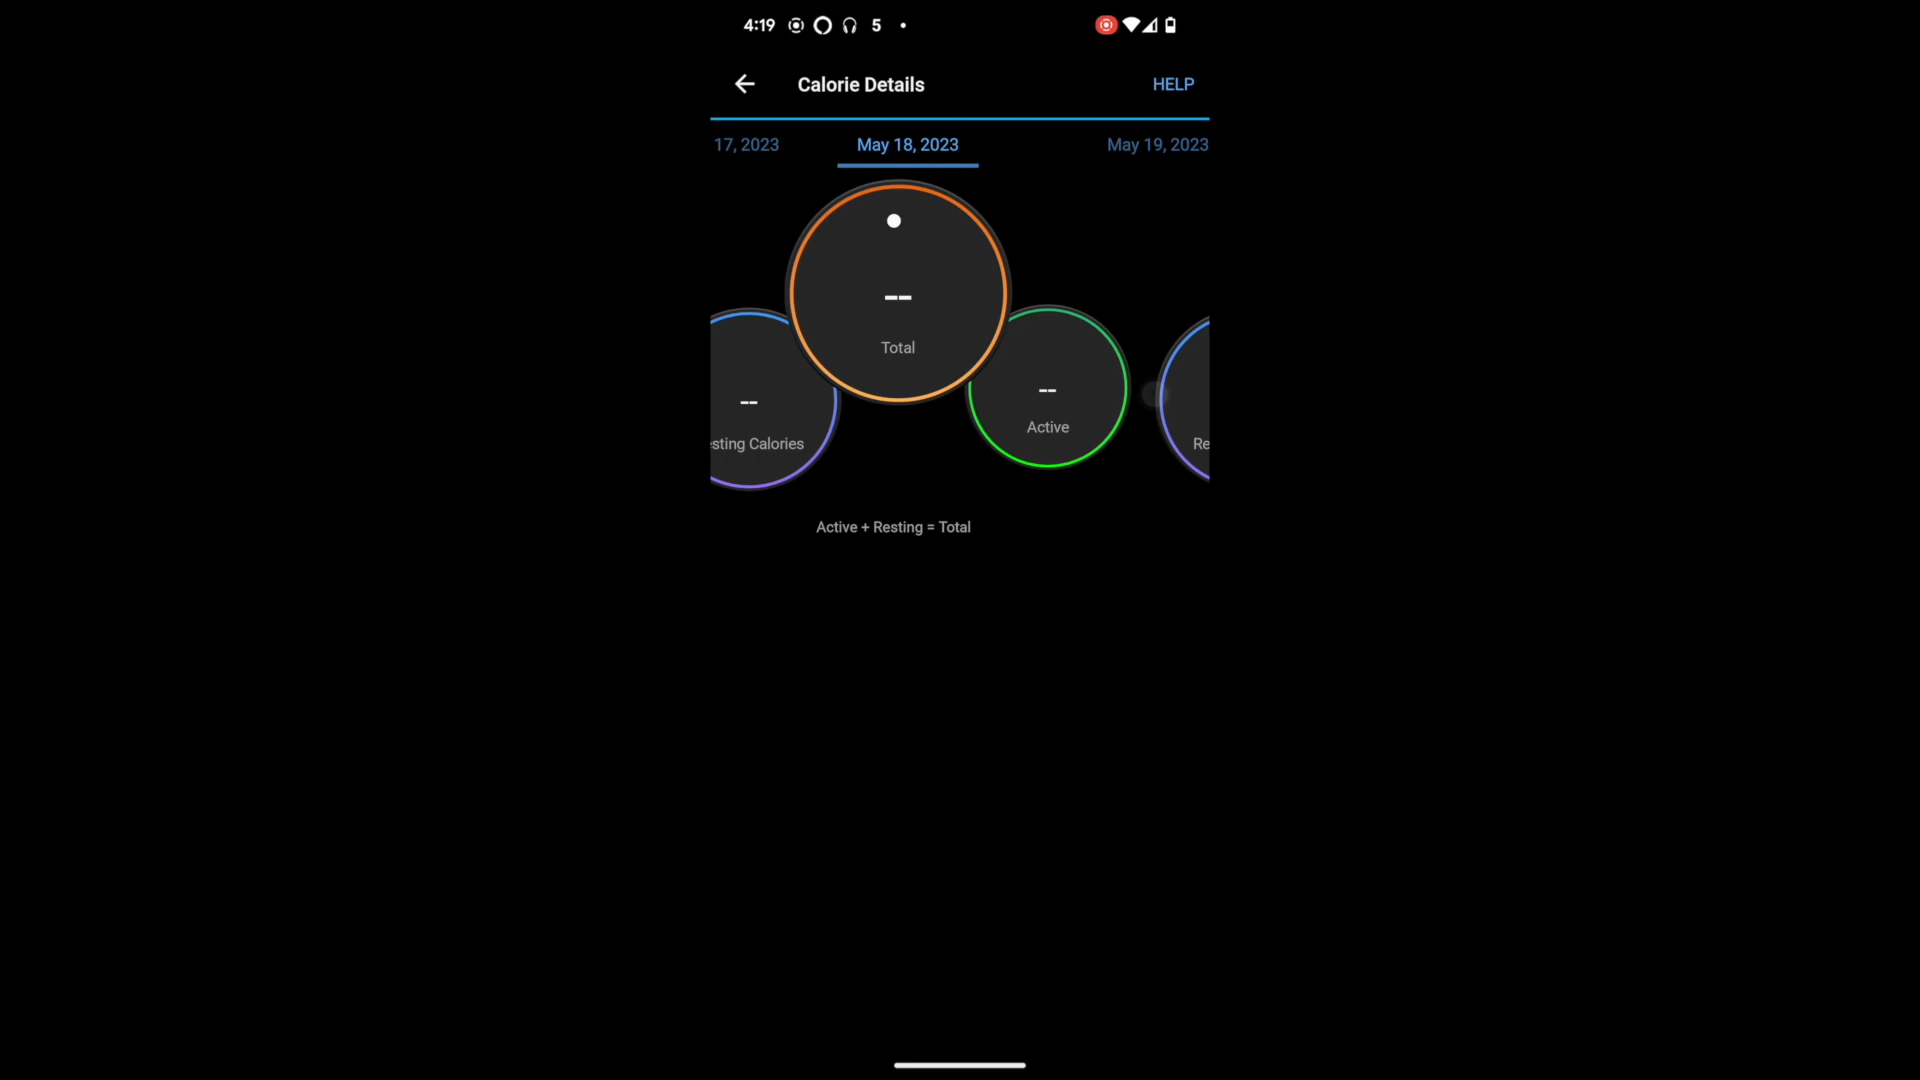 4:19 5
Calorie Details
HELP
17, 2023
May 18, 2023
May 19, 2023
--
Total
--
esting Calories
--
Active
Re
Active + Resting = Total